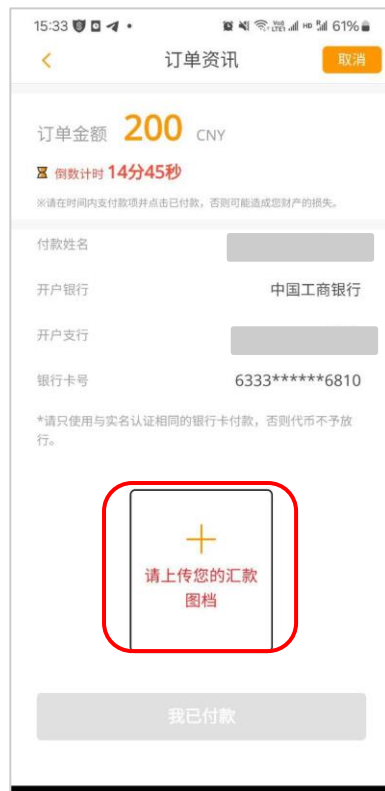 15:33 61%
订单资讯 取消
订单金额 200 CNY
倒数计时 14分45秒
※请在时间内支付款项并点击已付款，否则可能造成您财产的损失。
付款姓名
开户银行 中国工商银行
开户支行
银行卡号 6333******6810
*请只使用与实名认证相同的银行卡付款，否则代币不予放
行。
请上传您的汇款
图档
我已付款